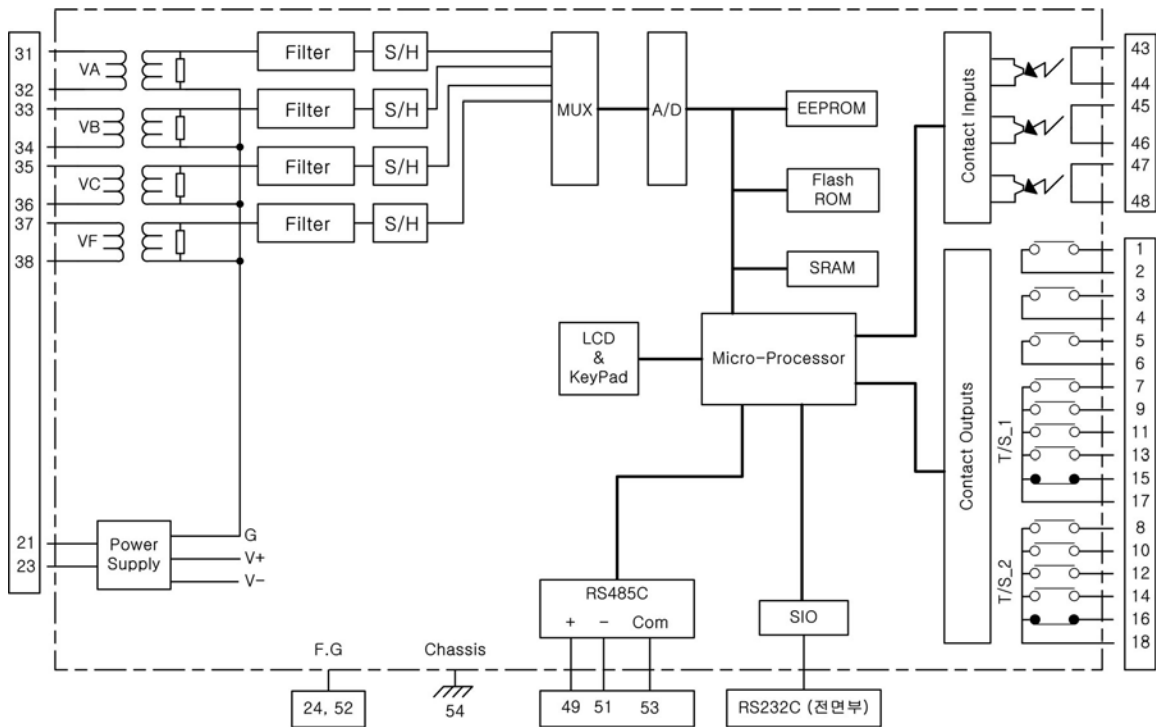 31
VA
32
33
VB
34
35
VC
36
37
VF
38
Filter
S/H
Filter
S/H
Filter
S/H
Filter
S/H
MUX
A/D
EEPROM
Flash
ROM
SRAM
LCD
&
KeyPad
Micro-Processor
Contact Inputs
43
44
45
46
47
48
Contact Outputs
1
2
3
4
5
6
T/S_1
7
9
11
13
15
17
T/S_2
8
10
12
14
16
18
21
23
Power
Supply
G
V+
V-
RS485C
+ - Com
SIO
F.G
24, 52
Chassis
54
49 51 53
RS232C (전면부)